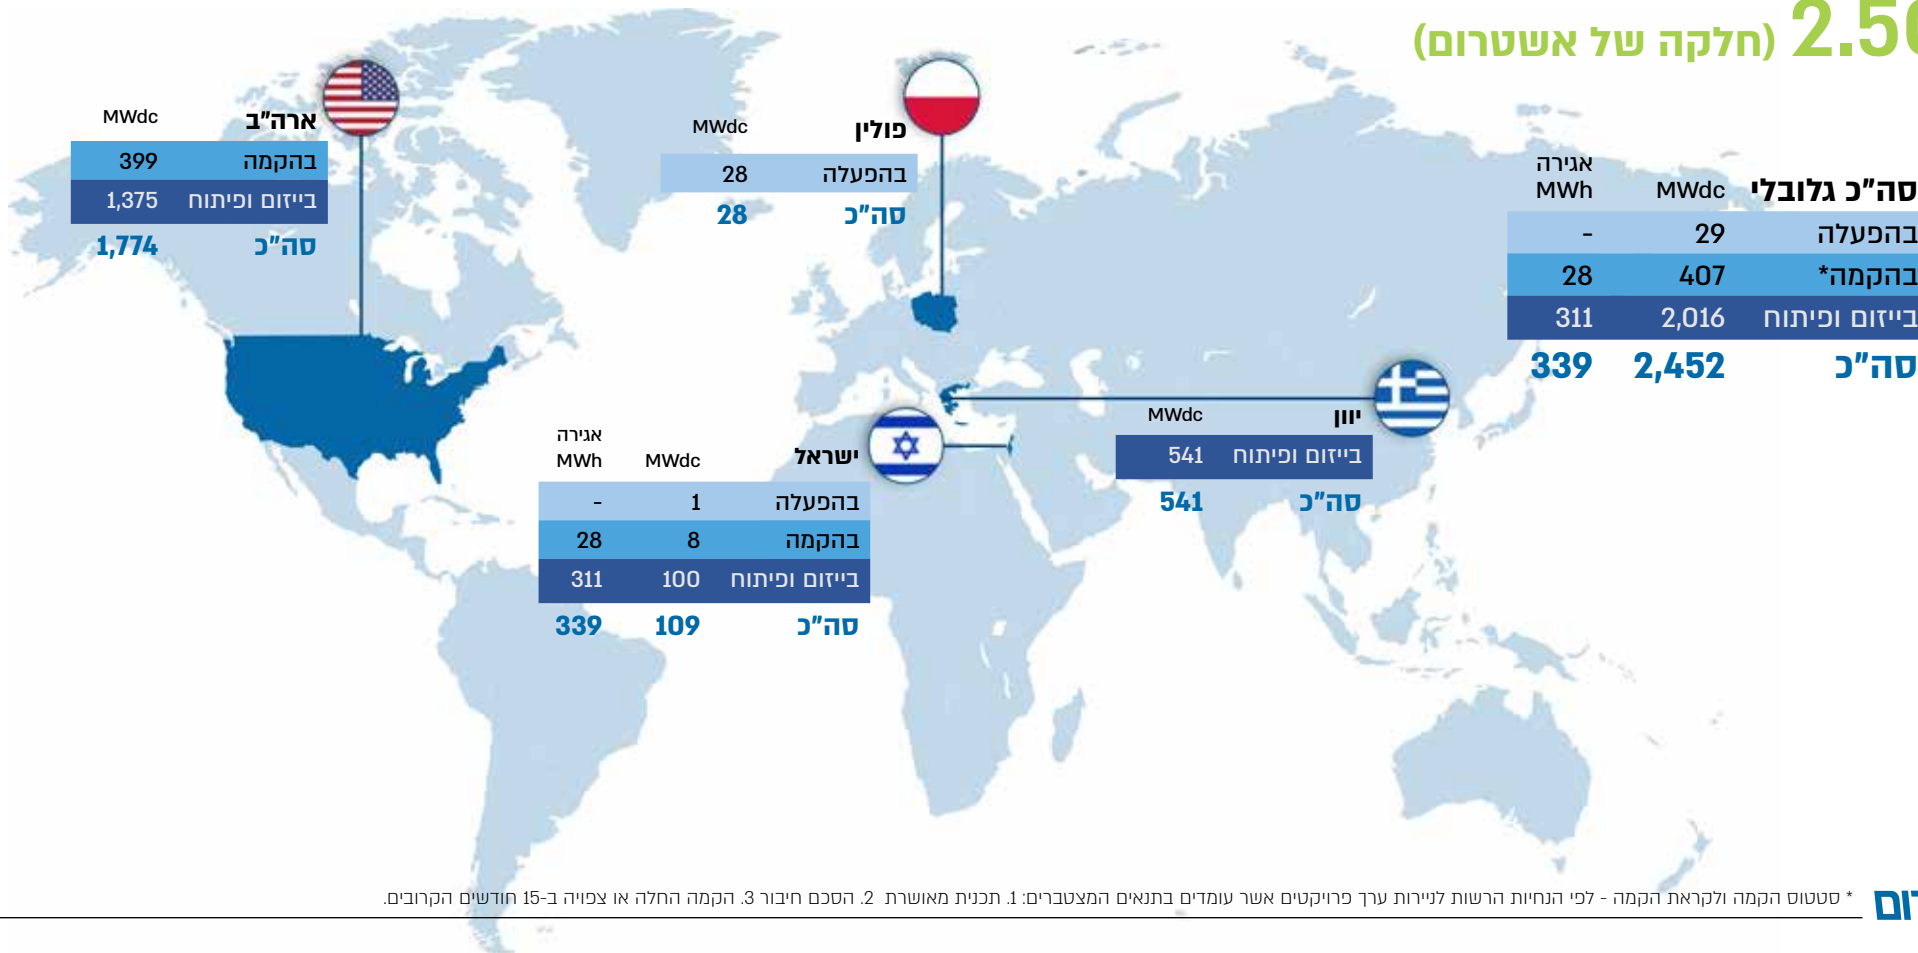 (חלקה של אשטרום)
ארה"ב MWdc
בהקמה 399
בייזום ופיתוח 1,375
סה"כ 1,774
פולין MWdc
בהפעלה 28
סה"כ 28
אגירה
סה"כ גלובלי MWdc MWh
בהפעלה 29 -
בהקמה* 407 28
בייזום ופיתוח 2,016 311
סה"כ 2,452 339
יוון MWdc
בייזום ופיתוח 541
סה"כ 541
אגירה
ישראל MWdc MWh
בהפעלה 1 -
בהקמה 8 28
בייזום ופיתוח 100 311
סה"כ 109 339
* סטטוס הקמה ולקראת הקמה - לפי הנחיות הרשות לניירות ערך פרויקטים אשר עומדים בתנאים המצטברים: 1. תכנית מאושרת 2. הסכם חיבור 3. הקמה החלה או צפויה ב-15 חודשים הקרובים.